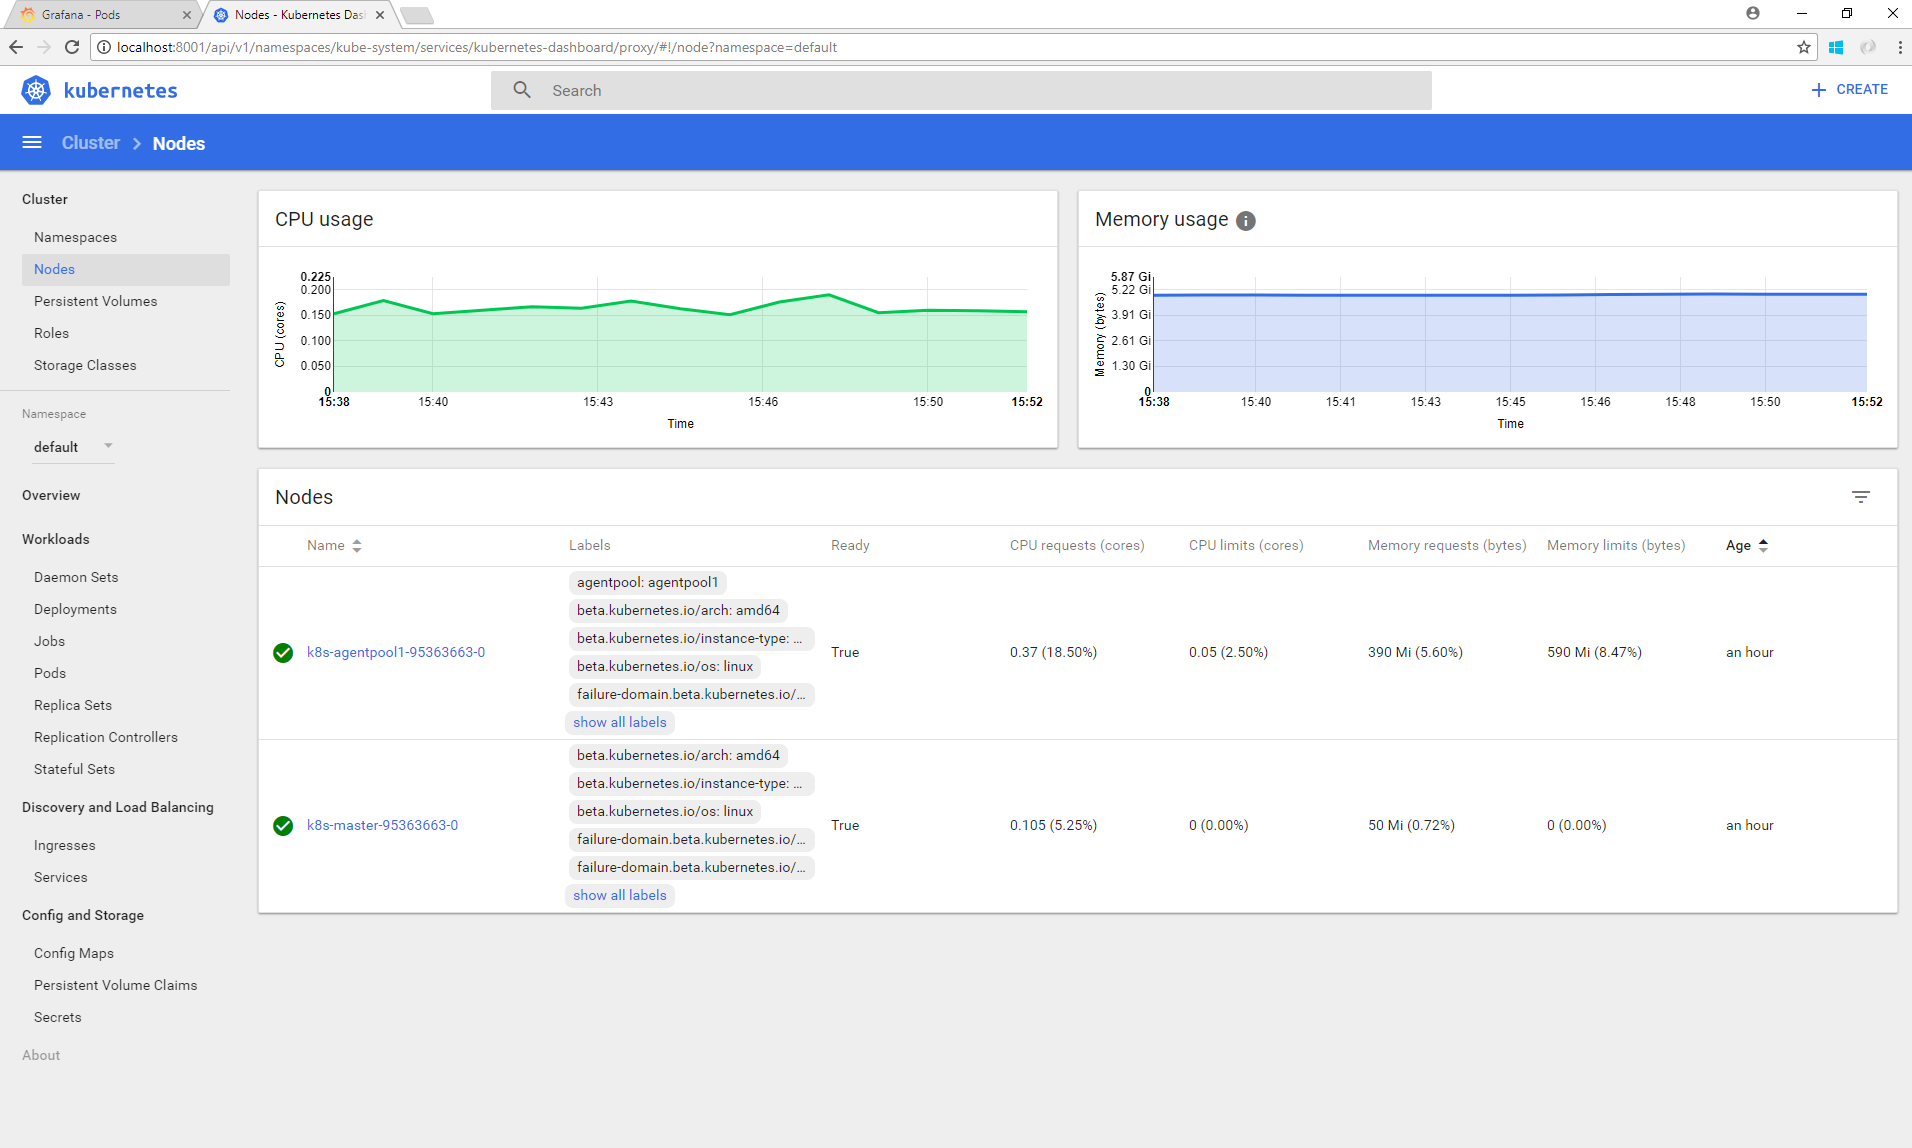 Grafana - Pods
Nodes - Kubernetes Das
localhost:8001/api/v1/namespaces/kube-system/services/kubernetes-dashboard/proxy/#!/node?namespace=default
kubernetes
Search
CREATE
Cluster
Nodes
Cluster
Namespaces
Nodes
Persistent Volumes
Roles
Storage Classes
Namespace
default
Overview
Workloads
Daemon Sets
Deployments
Jobs
Pods
Replica Sets
Replication Controllers
Stateful Sets
Discovery and Load Balancing
Ingresses
Services
Config and Storage
Config Maps
Persistent Volume Claims
Secrets
About
CPU usage
CPU (cores)
0.225
0.200
0.150
0.100
0.050
0
15:38 15:40 15:43 15:46 15:50 15:52
Time
Memory usage
Memory (bytes)
5.87 Gi
5.22 Gi
3.91 Gi
2.61 Gi
1.30 Gi
0
15:38 15:40 15:41 15:43 15:45 15:46 15:48 15:50 15:52
Time
Nodes
Name Labels Ready CPU requests (cores) CPU limits (cores) Memory requests (bytes) Memory limits (bytes) Age
agentpool: agentpool1
beta.kubernetes.io/arch: amd64
beta.kubernetes.io/instance-type: ...
k8s-agentpool1-95363663-0 True 0.37 (18.50%) 0.05 (2.50%) 390 Mi (5.60%) 590 Mi (8.47%) an hour
beta.kubernetes.io/os: linux
failure-domain.beta.kubernetes.io/...
show all labels
beta.kubernetes.io/arch: amd64
beta.kubernetes.io/instance-type: ...
beta.kubernetes.io/os: linux
k8s-master-95363663-0 True 0.105 (5.25%) 0 (0.00%) 50 Mi (0.72%) 0 (0.00%) an hour
failure-domain.beta.kubernetes.io/...
failure-domain.beta.kubernetes.io/...
show all labels